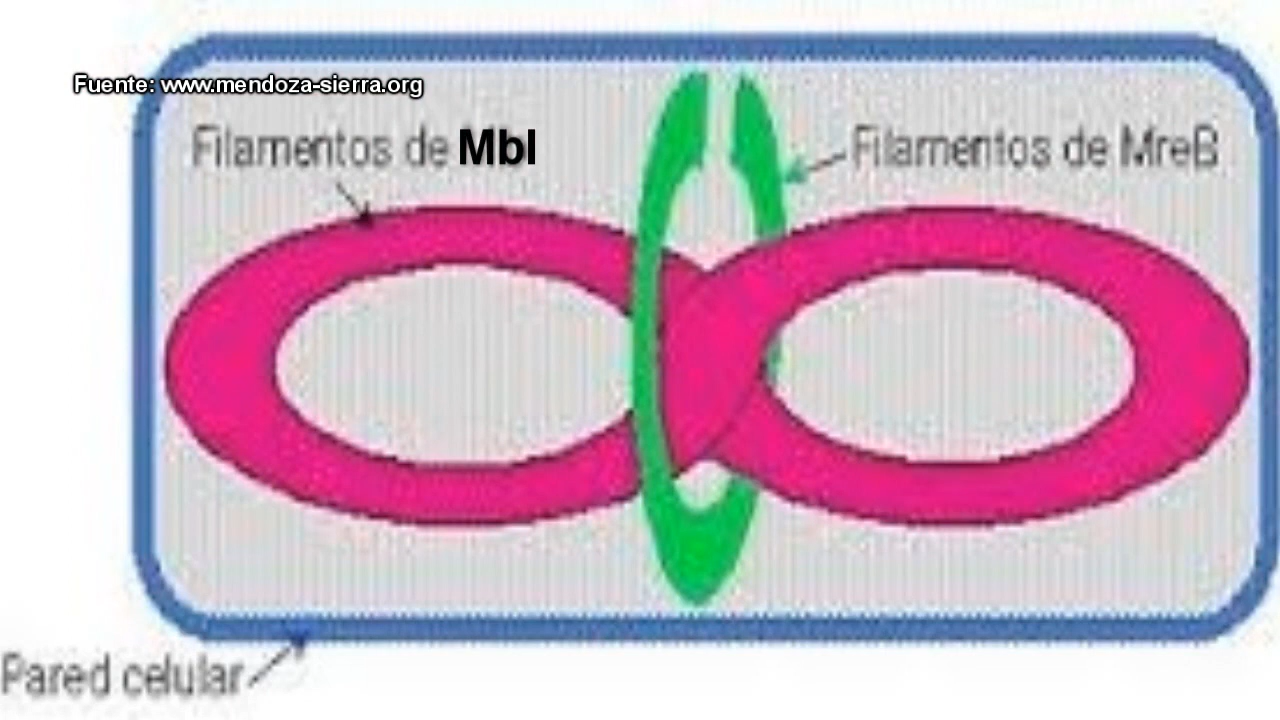 Fuente: www.mendoza-sierra.org
Filamentos de Mbl
Filamentos de MreB
Pared celular